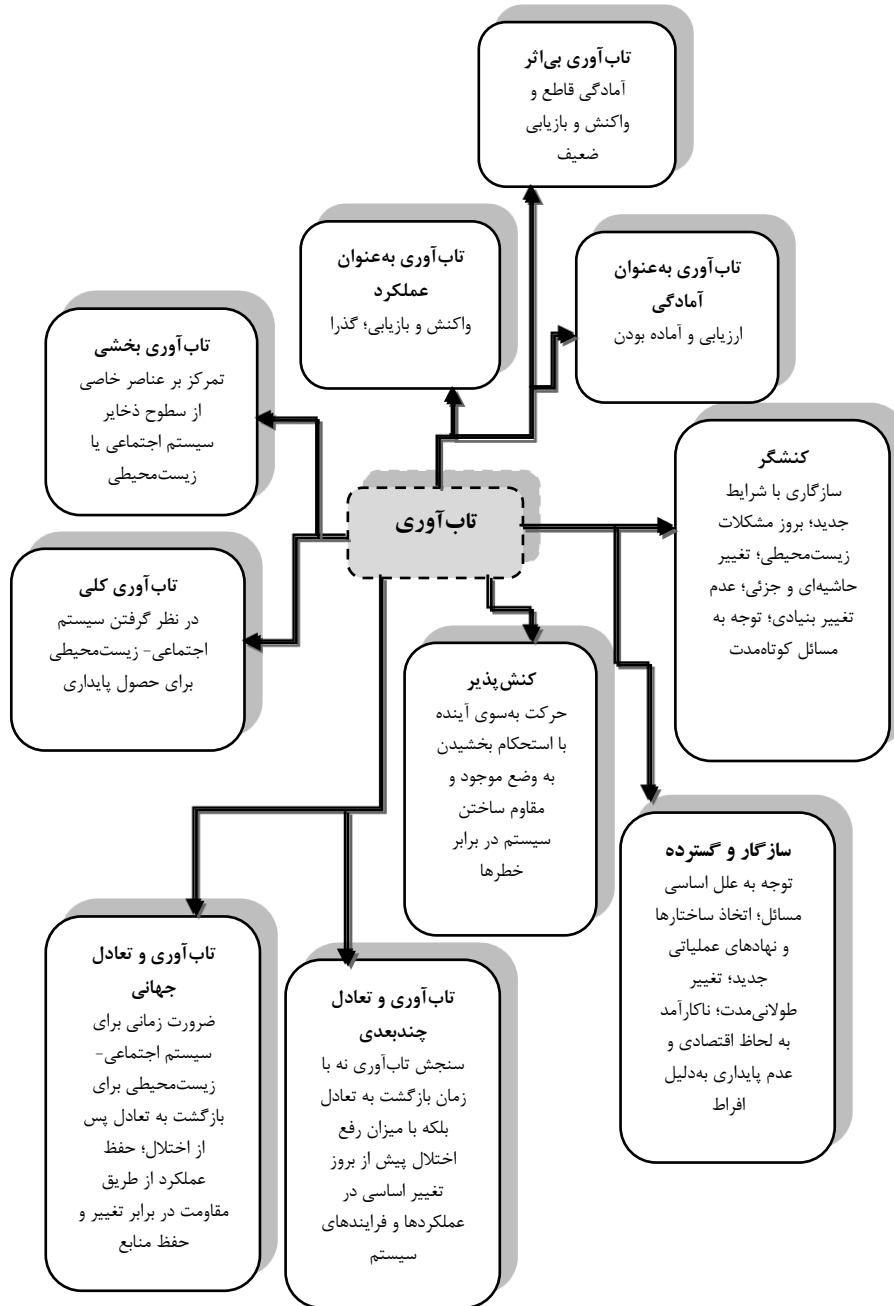 تاب‌آوری بی‌اثر
آمادگی قاطع و
واکنش و بازیابی
ضعیف
تاب‌آوری به‌عنوان
آمادگی
ارزیابی و آماده بودن
تاب‌آوری به‌عنوان
عملکرد
واکنش و بازیابی؛ گذرا
تاب‌آوری بخشی
تمرکز بر عناصر خاصی
از سطوح ذخایر
سیستم اجتماعی یا
زیست‌محیطی
کنشگر
سازگاری با شرایط
جدید؛ بروز مشکلات
زیست‌محیطی؛ تغییر
حاشیه‌ای و جزئی؛ عدم
تغییر بنیادی؛ توجه به
مسائل کوتاه‌مدت
تاب‌آوری
تاب‌آوری کلی
در نظر گرفتن سیستم
اجتماعی- زیست‌محیطی
برای حصول پایداری
کنش‌پذیر
حرکت به‌سوی آینده
با استحکام بخشیدن
به وضع موجود و
مقاوم ساختن
سیستم در برابر
خطرها
سازگار و گسترده
توجه به علل اساسی
مسائل؛ اتخاذ ساختارها
و نهادهای عملیاتی
جدید؛ تغییر
طولانی‌مدت؛ ناکارآمد
به لحاظ اقتصادی و
عدم پایداری به‌دلیل
افراط
تاب‌آوری و تعادل
چندبعدی
سنجش تاب‌آوری نه با
زمان بازگشت به تعادل
بلکه با میزان رفع
اختلال پیش از بروز
تغییر اساسی در
عملکردها و فرایندهای
سیستم
تاب‌آوری و تعادل
جهانی
ضرورت زمانی برای
سیستم اجتماعی-
زیست‌محیطی برای
بازگشت به تعادل پس
از اختلال؛ حفظ
عملکرد از طریق
مقاومت در برابر تغییر و
حفظ منابع